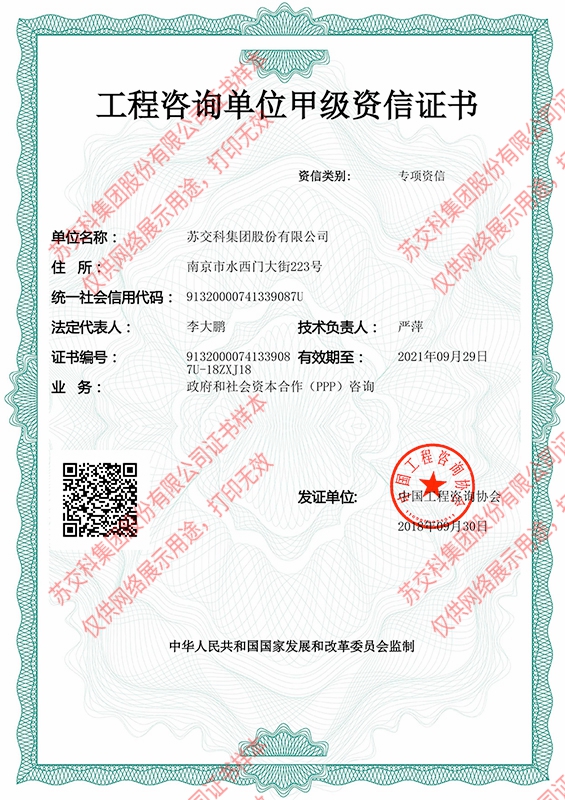 工程咨询单位甲级资信证书
资信类别： 专项资信
单位名称： 苏交科集团股份有限公司
住 所： 南京市水西门大街223号
统一社会信用代码： 91320000741339087U
法定代表人： 李大鹏 技术负责人： 严萍
证书编号： 9132000074133908 有效期至： 2021年09月29日
7U-18ZXJ18
业 务： 政府和社会资本合作（PPP）咨询
发证单位: 中国工程咨询协会
2018年09月30日
中国工程咨询协会
中华人民共和国国家发展和改革委员会监制
苏交科集团股份有限公司证书样本
仅供网络展示用途，打印无效
苏交科集团股份有限公司证书样本
仅供网络展示用途，打印无效
苏交科集团股份有限公司证书样本
仅供网络展示用途，打印无效
苏交科集团股份有限公司证书样本
仅供网络展示用途，打印无效